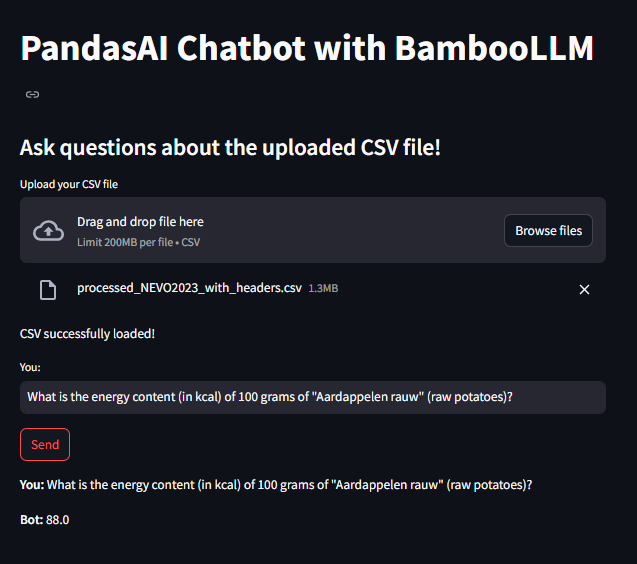 PandasAI Chatbot with BambooLLM
Ask questions about the uploaded CSV file!
Upload your CSV file
Drag and drop file here
Limit 200MB per file • CSV
Browse files
processed_NEVO2023_with_headers.csv 1.3MB
CSV successfully loaded!
You:
What is the energy content (in kcal) of 100 grams of "Aardappelen rauw" (raw potatoes)?
Send
You: What is the energy content (in kcal) of 100 grams of "Aardappelen rauw" (raw potatoes)?
Bot: 88.0